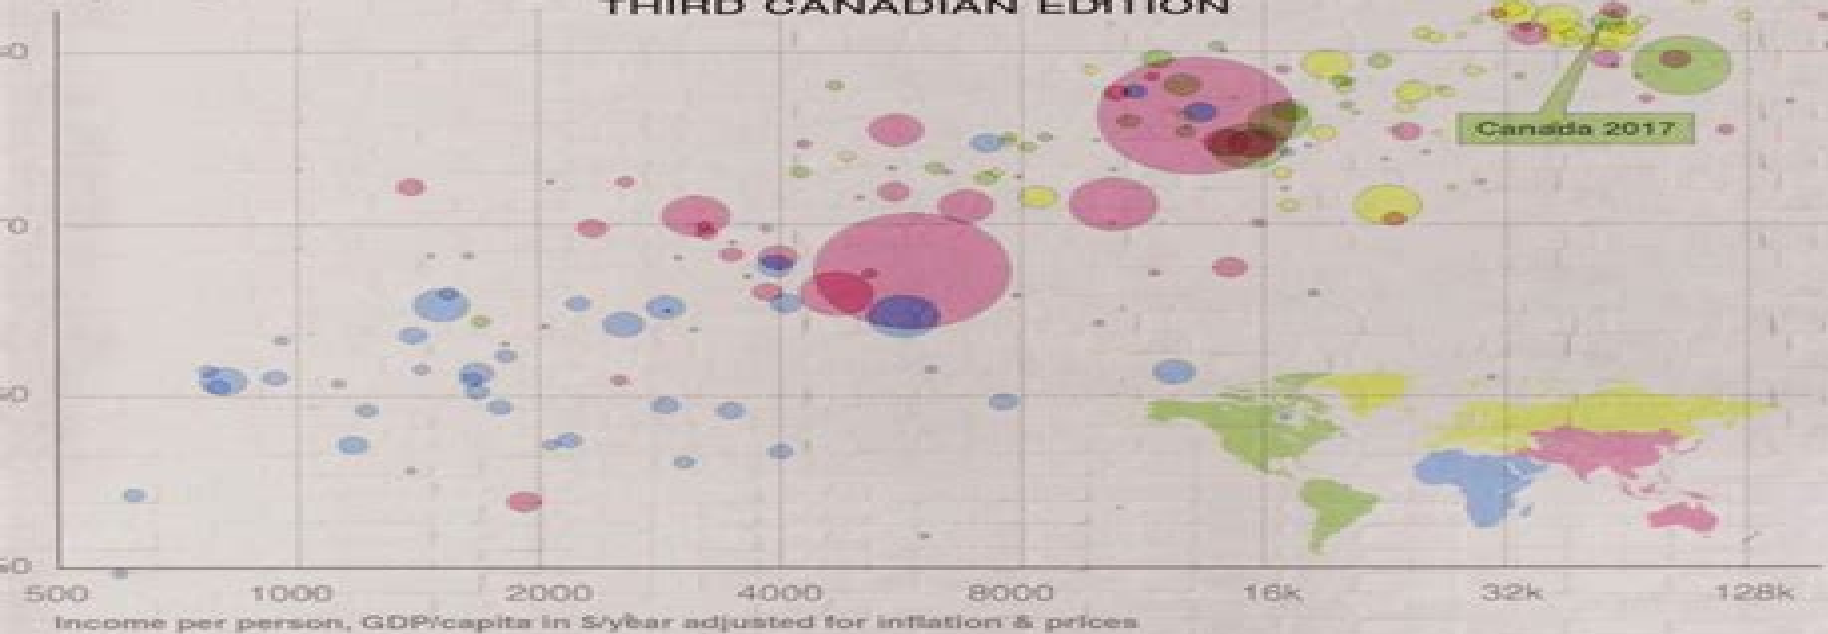 THIRD CANADIAN EDITION
Canada 2017
500 1000 2000 4000 8000 16k 32k 128k
Income per person, GDP/capita in $/year adjusted for inflation & prices